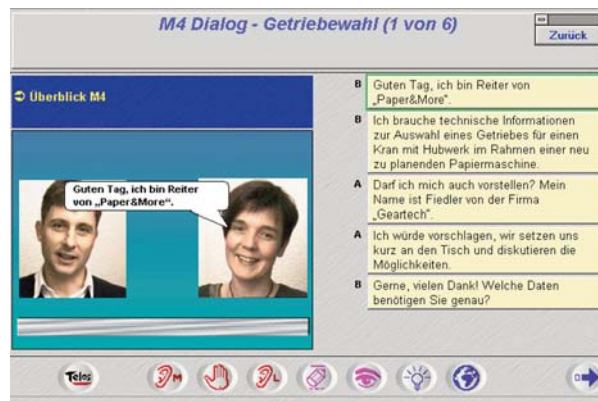 M4 Dialog - Getriebewahl (1 von 6)
Zurück
Überblick M4
Guten Tag, ich bin Reiter
von „Paper&More“.
B Guten Tag, ich bin Reiter von
„Paper&More“.
B Ich brauche technische Informationen
zur Auswahl eines Getriebes für einen
Kran mit Hubwerk im Rahmen einer neu
zu planenden Papiermaschine.
A Darf ich mich auch vorstellen? Mein
Name ist Fiedler von der Firma
„Geartech“.
A Ich würde vorschlagen, wir setzen uns
kurz an den Tisch und diskutieren die
Möglichkeiten.
B Gerne, vielen Dank! Welche Daten
benötigen Sie genau?
Telos
M
L